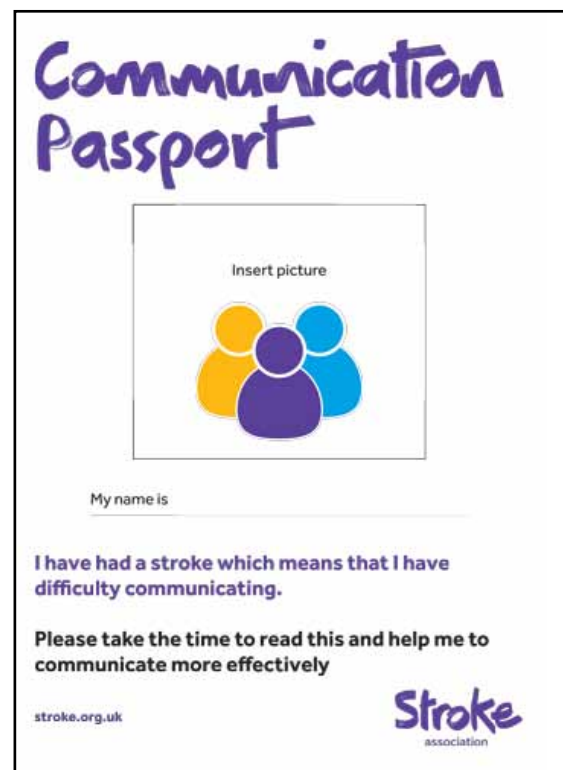 Communication
Passport
Insert picture
My name is
I have had a stroke which means that I have
difficulty communicating.
Please take the time to read this and help me to
communicate more effectively
stroke.org.uk
Stroke
association